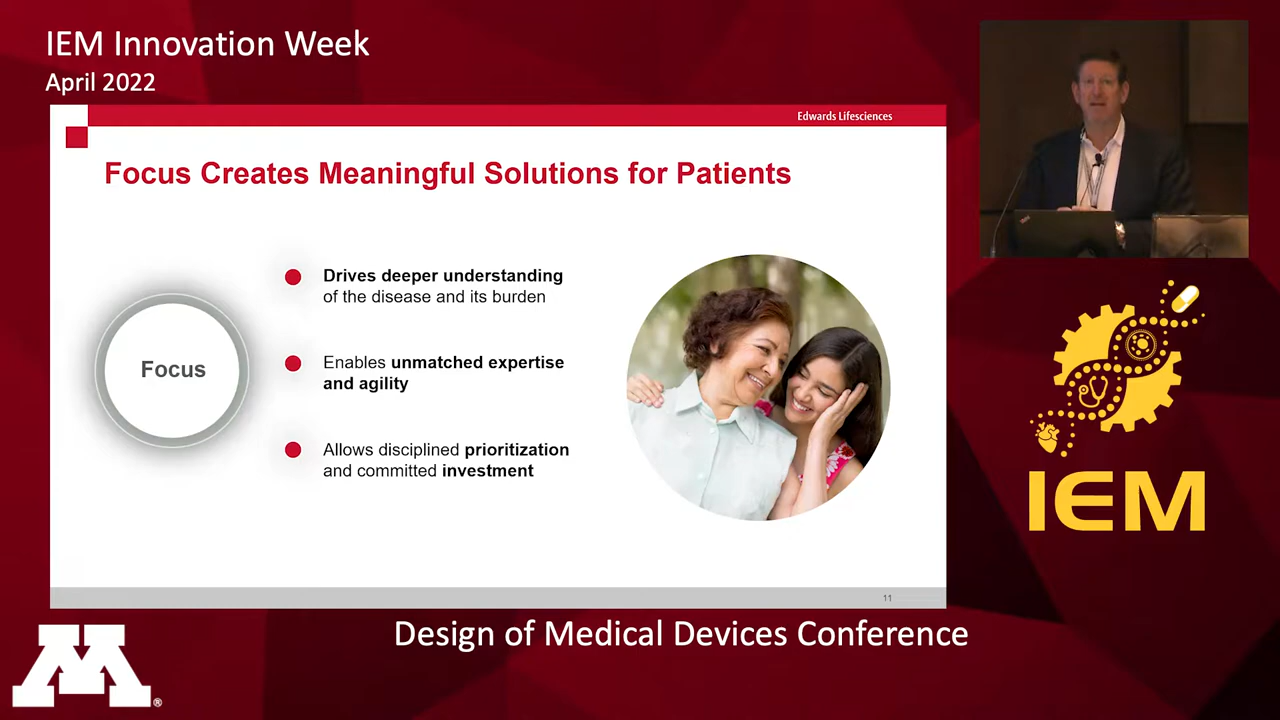 IEM Innovation Week
April 2022
Edwards Lifesciences
Focus Creates Meaningful Solutions for Patients
Focus
Drives deeper understanding
of the disease and its burden
Enables unmatched expertise
and agility
Allows disciplined prioritization
and committed investment
11
IEM
Design of Medical Devices Conference
M®